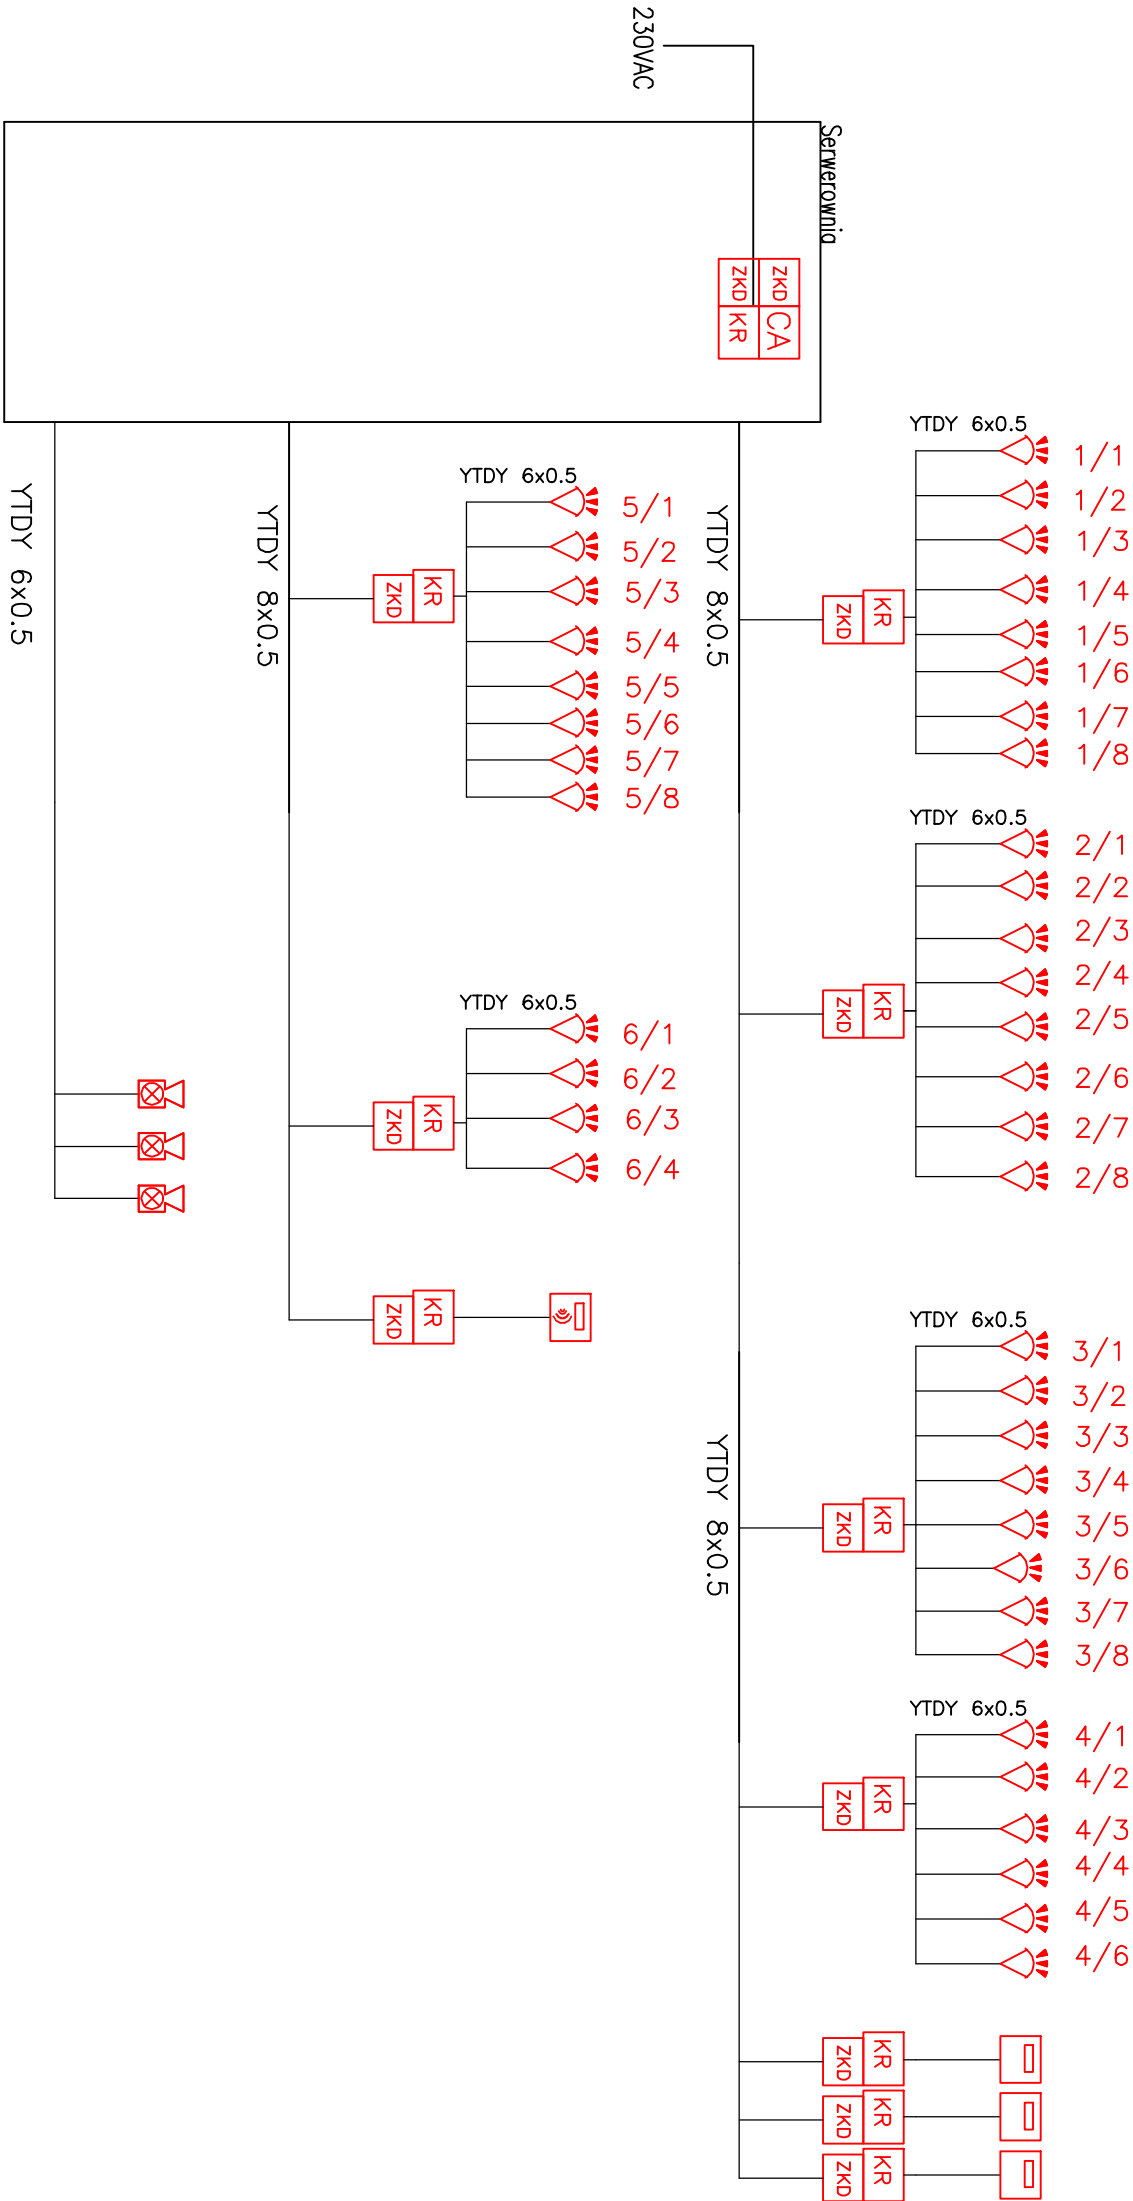 230VAC
Serwerownia
ZKD
CA
ZKD
KR
YTDY 6x0.5
1/1
1/2
1/3
1/4
1/5
1/6
1/7
1/8
KR
ZKD
YTDY 8x0.5
YTDY 6x0.5
2/1
2/2
2/3
2/4
2/5
2/6
2/7
2/8
KR
ZKD
YTDY 6x0.5
3/1
3/2
3/3
3/4
3/5
3/6
3/7
3/8
KR
ZKD
YTDY 8x0.5
YTDY 6x0.5
4/1
4/2
4/3
4/4
4/5
4/6
KR
ZKD
KR
ZKD
KR
ZKD
KR
ZKD
YTDY 6x0.5
5/1
5/2
5/3
5/4
5/5
5/6
5/7
5/8
KR
ZKD
YTDY 8x0.5
YTDY 6x0.5
6/1
6/2
6/3
6/4
KR
ZKD
KR
ZKD
YTDY 6x0.5